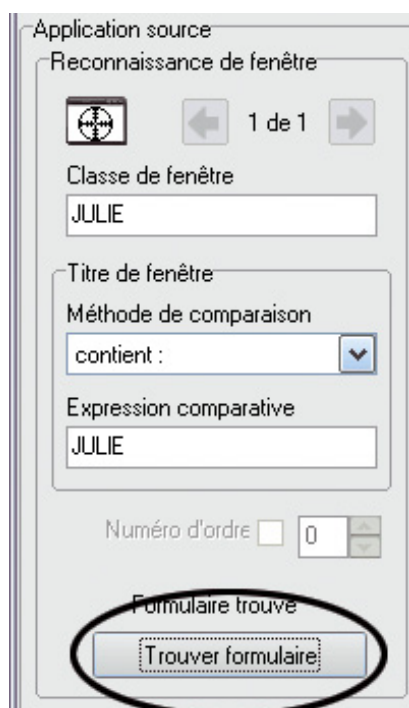 Application source
Reconnaissance de fenêtre
1 de 1
Classe de fenêtre
JULIE
Titre de fenêtre
Méthode de comparaison
contient :
Expression comparative
JULIE
Numéro d'ordre 0
Formulaire trouvé
Trouver formulaire